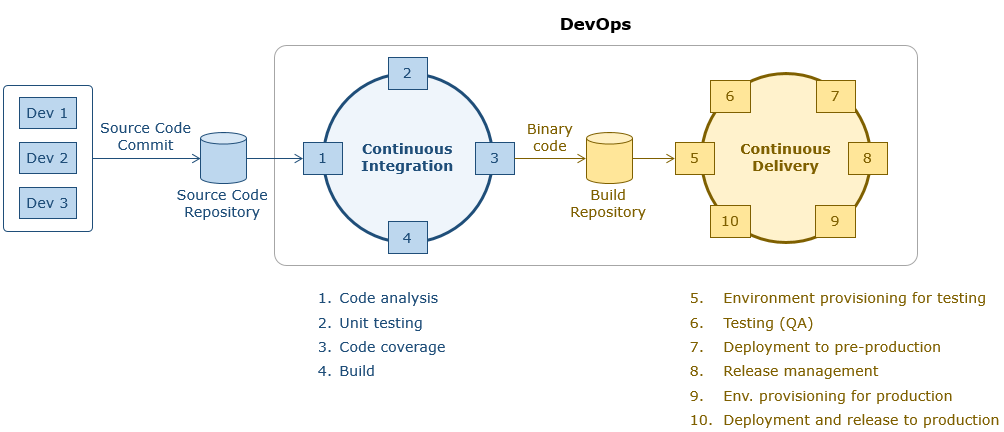 DevOps
Dev 1
Dev 2
Dev 3
Source Code
Commit
Source Code
Repository
1
2
3
4
Continuous
Integration
Binary
code
Build
Repository
5
6
7
8
9
10
Continuous
Delivery
1. Code analysis
2. Unit testing
3. Code coverage
4. Build
5. Environment provisioning for testing
6. Testing (QA)
7. Deployment to pre-production
8. Release management
9. Env. provisioning for production
10. Deployment and release to production